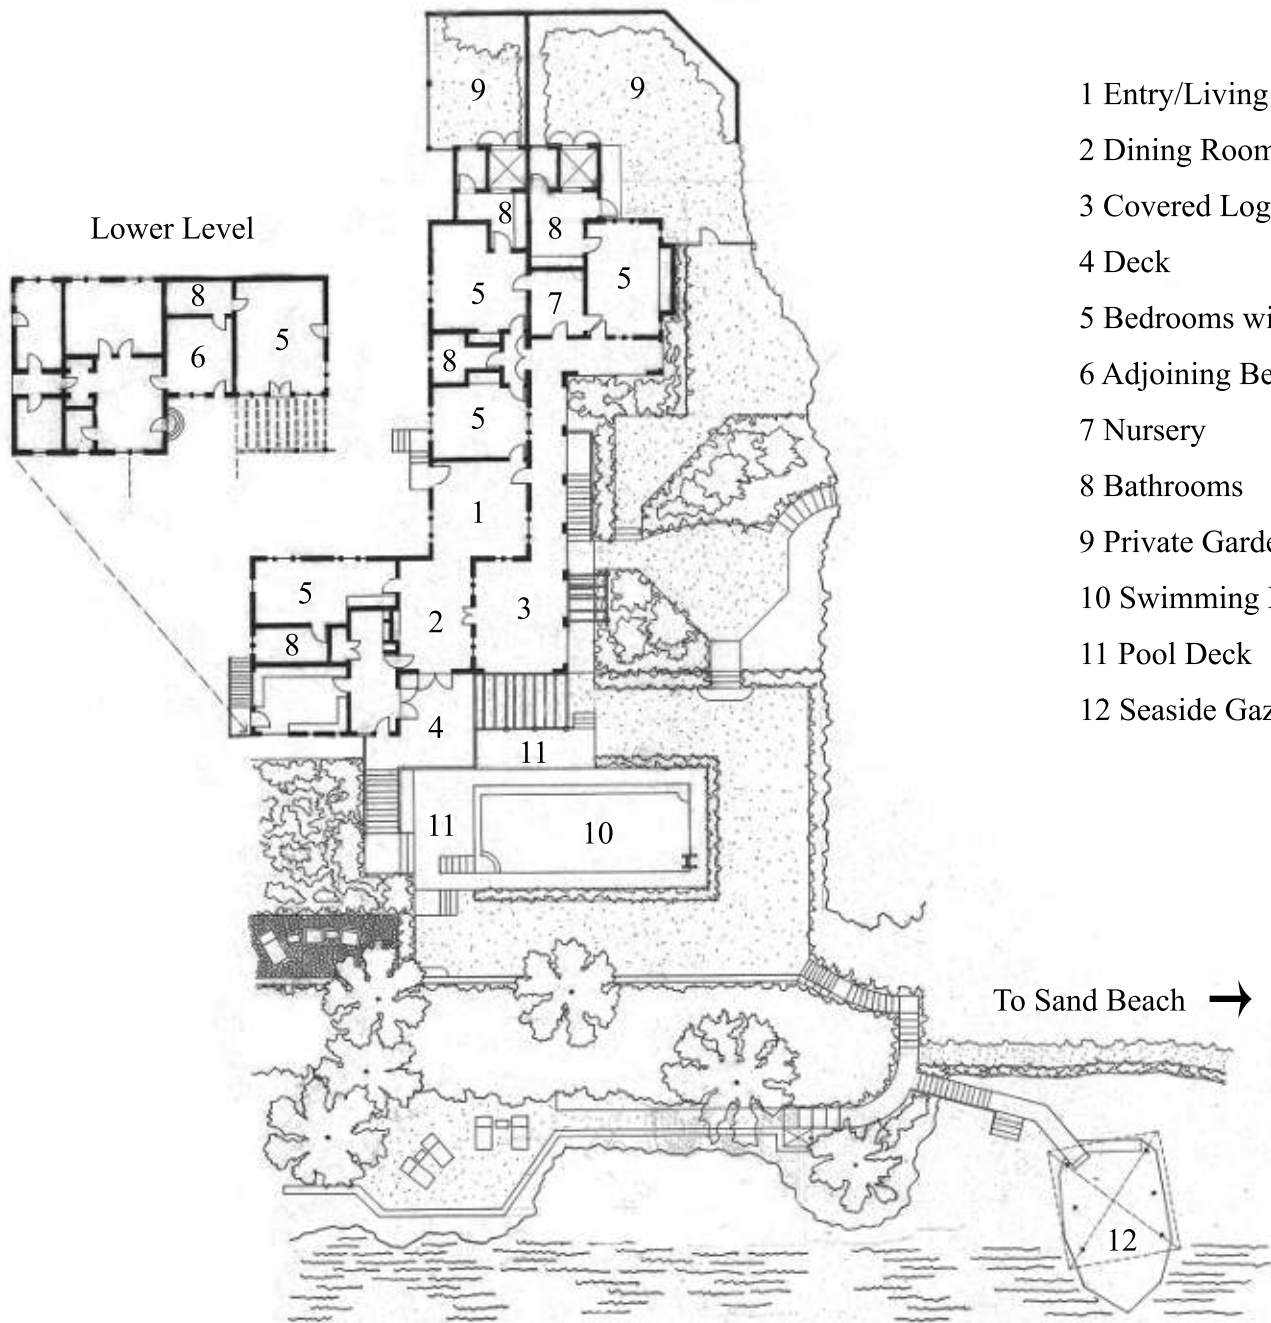 9 9
1 Entry/Living
2 Dining Room
3 Covered Log
Lower Level
8 8
4 Deck
5 5
8 5
5 Bedrooms wi
7
6 8
6 Adjoining Be
5
7 Nursery
8 Bathrooms
1
9 Private Garde
5 2 3
10 Swimming
8
11 Pool Deck
12 Seaside Gaz
4
11
11 10
To Sand Beach
12